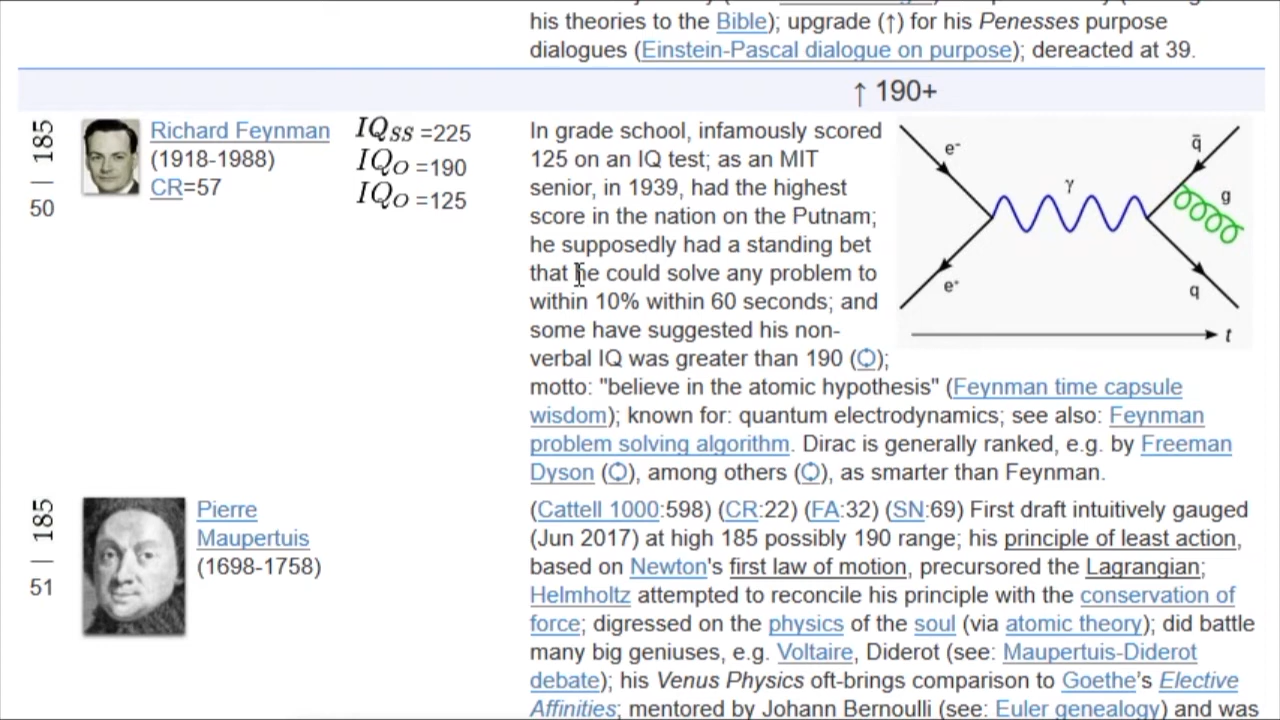 his theories to the Bible); upgrade (↑) for his Penesses purpose
dialogues (Einstein-Pascal dialogue on purpose); dereacted at 39.
↑ 190+
185
—
50
Richard Feynman
(1918-1988)
CR=57
IQSS =225
IQO =190
IQO =125
In grade school, infamously scored
125 on an IQ test; as an MIT
senior, in 1939, had the highest
score in the nation on the Putnam;
he supposedly had a standing bet
that he could solve any problem to
within 10% within 60 seconds; and
some have suggested his non-
verbal IQ was greater than 190 (🗘);
motto: "believe in the atomic hypothesis" (Feynman time capsule
wisdom); known for: quantum electrodynamics; see also: Feynman
problem solving algorithm. Dirac is generally ranked, e.g. by Freeman
Dyson (🗘), among others (🗘), as smarter than Feynman.
e-
e+
γ
q̄
g
q
t
185
—
51
Pierre
Maupertuis
(1698-1758)
(Cattell 1000:598) (CR:22) (FA:32) (SN:69) First draft intuitively gauged
(Jun 2017) at high 185 possibly 190 range; his principle of least action,
based on Newton's first law of motion, precursored the Lagrangian;
Helmholtz attempted to reconcile his principle with the conservation of
force; digressed on the physics of the soul (via atomic theory); did battle
many big geniuses, e.g. Voltaire, Diderot (see: Maupertuis-Diderot
debate); his Venus Physics oft-brings comparison to Goethe's Elective
Affinities; mentored by Johann Bernoulli (see: Euler genealogy) and was